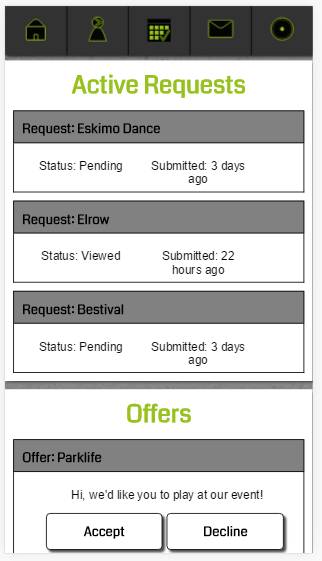 Active Requests
Request: Eskimo Dance
Status: Pending
Submitted: 3 days
ago
Request: Elrow
Status: Viewed
Submitted: 22
hours ago
Request: Bestival
Status: Pending
Submitted: 3 days
ago
Offers
Offer: Parklife
Hi, we'd like you to play at our event!
Accept
Decline